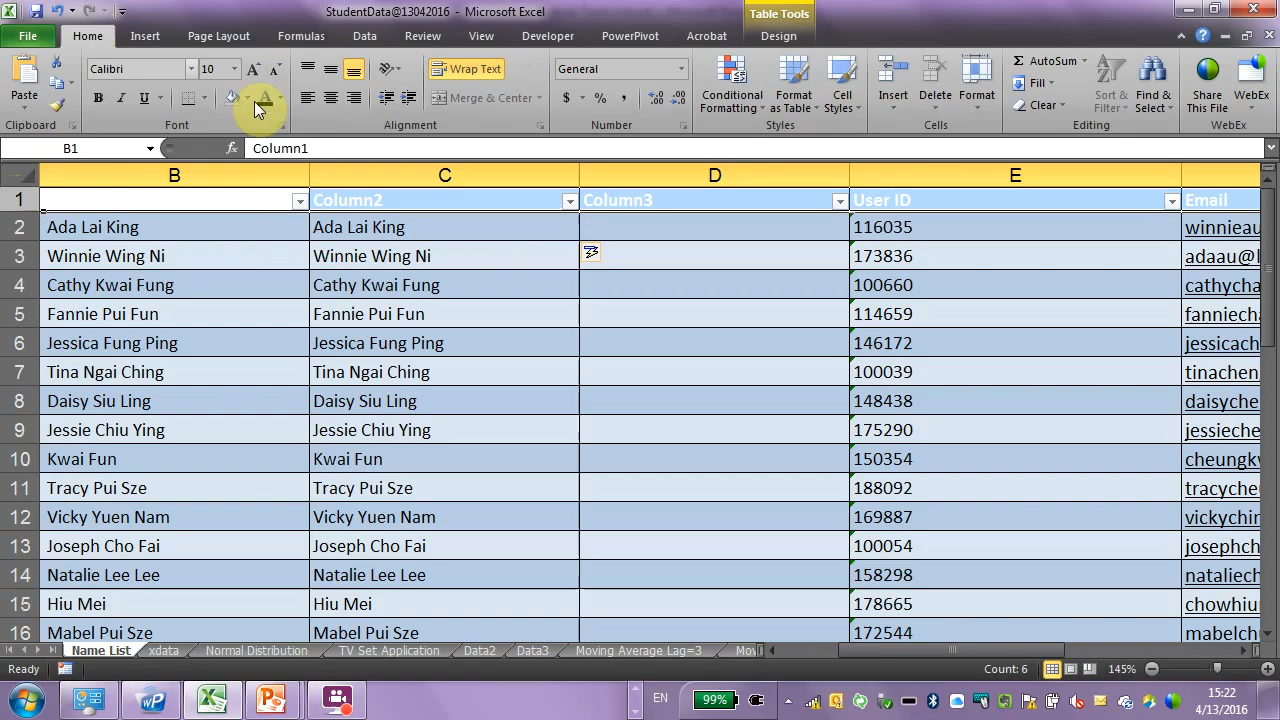 StudentData@13042016 - Microsoft Excel
Table Tools
File Home Insert Page Layout Formulas Data Review View Developer PowerPivot Acrobat Design
Paste
Calibri 10
Wrap Text
General
Conditional Formatting
Format as Table
Cell Styles
Insert Delete Format
AutoSum
Fill
Clear
Sort & Filter
Find & Select
Share This File
WebEx
B I U A
Merge & Center
$ % ,
Clipboard Font Alignment Number Styles Cells Editing WebEx
B1 fx Column1
B C D E
1 Column2 Column3 User ID Email
2 Ada Lai King Ada Lai King 116035 winnieau
3 Winnie Wing Ni Winnie Wing Ni 173836 adaau@
4 Cathy Kwai Fung Cathy Kwai Fung 100660 cathycha
5 Fannie Pui Fun Fannie Pui Fun 114659 fanniech
6 Jessica Fung Ping Jessica Fung Ping 146172 jessicach
7 Tina Ngai Ching Tina Ngai Ching 100039 tinachen
8 Daisy Siu Ling Daisy Siu Ling 148438 daisyche
9 Jessie Chiu Ying Jessie Chiu Ying 175290 jessieche
10 Kwai Fun Kwai Fun 150354 cheungk
11 Tracy Pui Sze Tracy Pui Sze 188092 tracyche
12 Vicky Yuen Nam Vicky Yuen Nam 169887 vickychin
13 Joseph Cho Fai Joseph Cho Fai 100054 josephch
14 Natalie Lee Lee Natalie Lee Lee 158298 nataliech
15 Hiu Mei Hiu Mei 178665 chowhiu
16 Mabel Pui Sze Mabel Pui Sze 172544 mabelch
Name List xdata Normal Distribution TV Set Application Data2 Data3 Moving Average Lag=3 Mov
Ready Count: 6 145%
EN 99% 15:22
4/13/2016